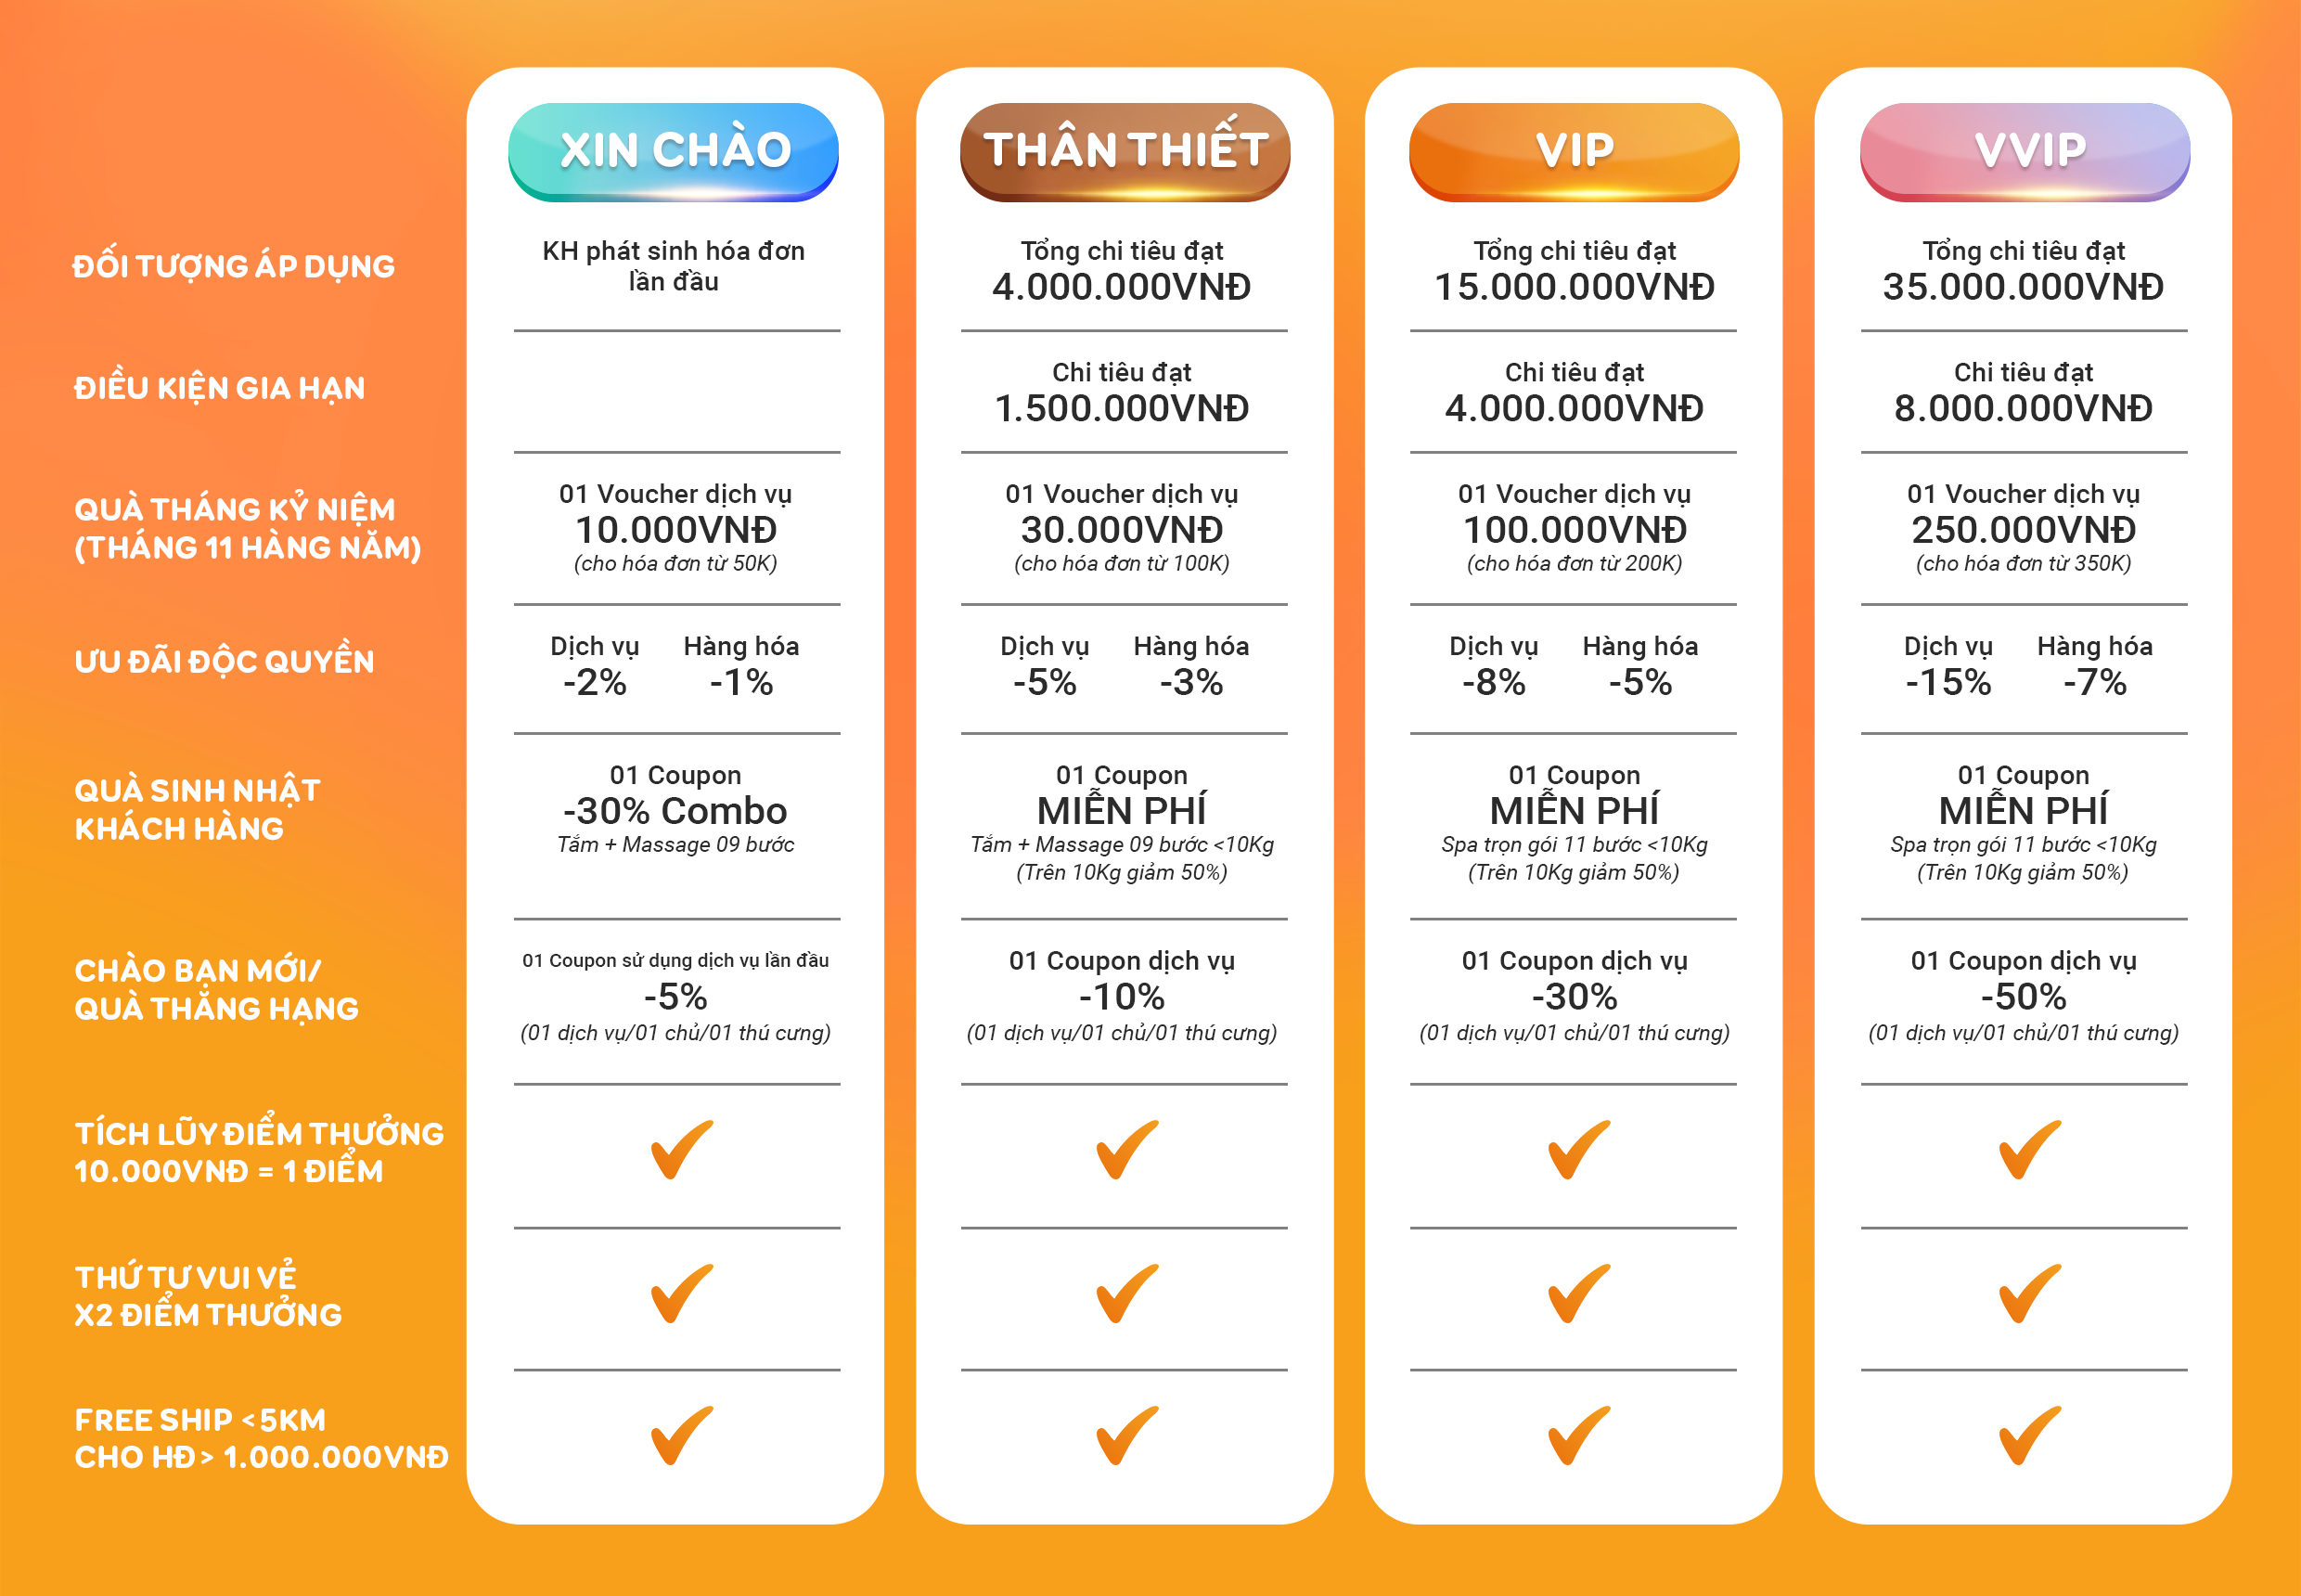 XIN CHÀO
THÂN THIẾT
VIP
VVIP
ĐỐI TƯỢNG ÁP DỤNG
KH phát sinh hóa đơn
lần đầu
Tổng chi tiêu đạt
4.000.000VNĐ
Tổng chi tiêu đạt
15.000.000VNĐ
Tổng chi tiêu đạt
35.000.000VNĐ
ĐIỀU KIỆN GIA HẠN
Chi tiêu đạt
1.500.000VNĐ
Chi tiêu đạt
4.000.000VNĐ
Chi tiêu đạt
8.000.000VNĐ
QUÀ THÁNG KỶ NIỆM
(THÁNG 11 HÀNG NĂM)
01 Voucher dịch vụ
10.000VNĐ
(cho hóa đơn từ 50K)
01 Voucher dịch vụ
30.000VNĐ
(cho hóa đơn từ 100K)
01 Voucher dịch vụ
100.000VNĐ
(cho hóa đơn từ 200K)
01 Voucher dịch vụ
250.000VNĐ
(cho hóa đơn từ 350K)
ƯU ĐÃI ĐỘC QUYỀN
Dịch vụ Hàng hóa
-2% -1%
Dịch vụ Hàng hóa
-5% -3%
Dịch vụ Hàng hóa
-8% -5%
Dịch vụ Hàng hóa
-15% -7%
QUÀ SINH NHẬT
KHÁCH HÀNG
01 Coupon
-30% Combo
Tắm + Massage 09 bước
01 Coupon
MIỄN PHÍ
Tắm + Massage 09 bước <10Kg
(Trên 10Kg giảm 50%)
01 Coupon
MIỄN PHÍ
Spa trọn gói 11 bước <10Kg
(Trên 10Kg giảm 50%)
01 Coupon
MIỄN PHÍ
Spa trọn gói 11 bước <10Kg
(Trên 10Kg giảm 50%)
CHÀO BẠN MỚI/
QUÀ THĂNG HẠNG
01 Coupon sử dụng dịch vụ lần đầu
-5%
(01 dịch vụ/01 chủ/01 thú cưng)
01 Coupon dịch vụ
-10%
(01 dịch vụ/01 chủ/01 thú cưng)
01 Coupon dịch vụ
-30%
(01 dịch vụ/01 chủ/01 thú cưng)
01 Coupon dịch vụ
-50%
(01 dịch vụ/01 chủ/01 thú cưng)
TÍCH LŨY ĐIỂM THƯỞNG
10.000VNĐ = 1 ĐIỂM
THỨ TƯ VUI VẺ
X2 ĐIỂM THƯỞNG
FREE SHIP <5KM
CHO HĐ > 1.000.000VNĐ